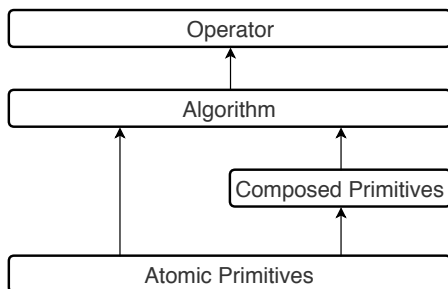 Operator
Algorithm
Composed Primitives
Atomic Primitives